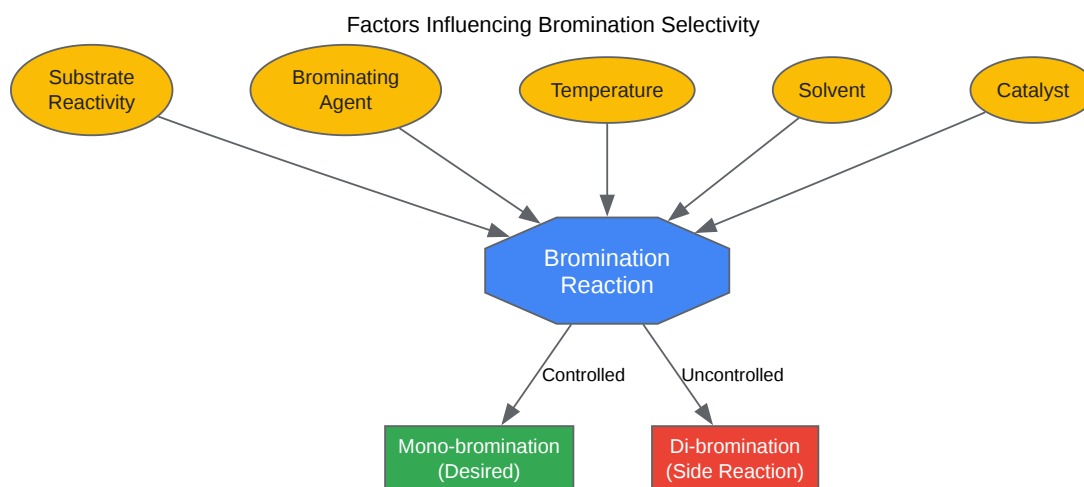 Factors Influencing Bromination Selectivity
Substrate
Reactivity
Brominating
Agent
Temperature
Solvent
Catalyst
Bromination
Reaction
Controlled
Uncontrolled
Mono-bromination
(Desired)
Di-bromination
(Side Reaction)